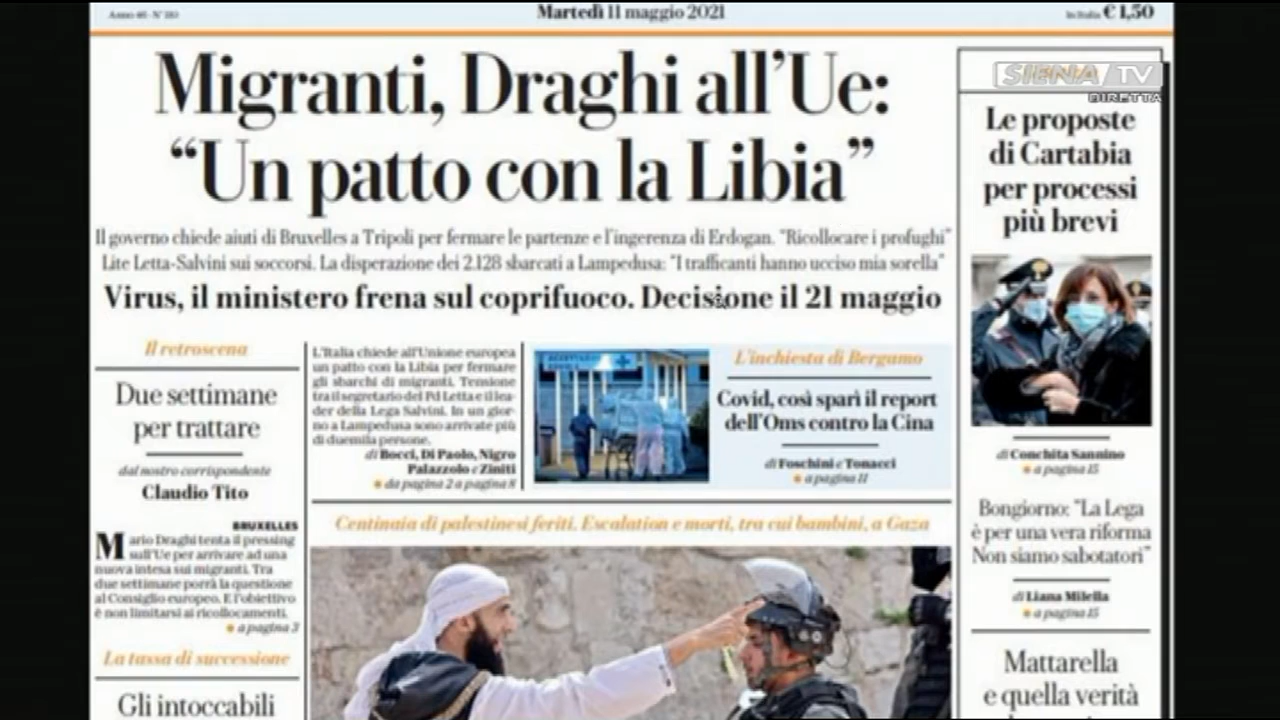 Anno 46 - N° 110
Martedì 11 maggio 2021
In Italia € 1,50
SIENA TV
DIRETTA
Migranti, Draghi all'Ue:
“Un patto con la Libia”
Il governo chiede aiuti di Bruxelles a Tripoli per fermare le partenze e l'ingerenza di Erdogan. “Ricollocare i profughi”
Lite Letta-Salvini sui soccorsi. La disperazione dei 2.128 sbarcati a Lampedusa: “I trafficanti hanno ucciso mia sorella”
Virus, il ministero frena sul coprifuoco. Decisione il 21 maggio
Il retroscena
Due settimane
per trattare
dal nostro corrispondente
Claudio Tito
BRUXELLES
Mario Draghi tenta il pressing
sull'Ue per arrivare ad una
nuova intesa sui migranti. Tra
due settimane porrà la questione
al Consiglio europeo. E l'obiettivo
è non limitarsi ai ricollocamenti.
a pagina 3
La tassa di successione
Gli intoccabili
L'Italia chiede all'Unione europea
un patto con la Libia per fermare
gli sbarchi di migranti. Tensione
tra il segretario del Pd Letta e il lea-
der della Lega Salvini. In un gior-
no a Lampedusa sono arrivate più
di duemila persone.
di Bocci, Di Paolo, Nigro
Palazzolo e Ziniti
da pagina 2 a pagina 8
L'inchiesta di Bergamo
Covid, così sparì il report
dell'Oms contro la Cina
di Foschini e Tonacci
a pagina 11
Centinaia di palestinesi feriti. Escalation e morti, tra cui bambini, a Gaza
Le proposte
di Cartabia
per processi
più brevi
di Conchita Sannino
a pagina 15
Bongiorno: “La Lega
è per una vera riforma
Non siamo sabotatori”
di Liana Milella
a pagina 15
Mattarella
e quella verità